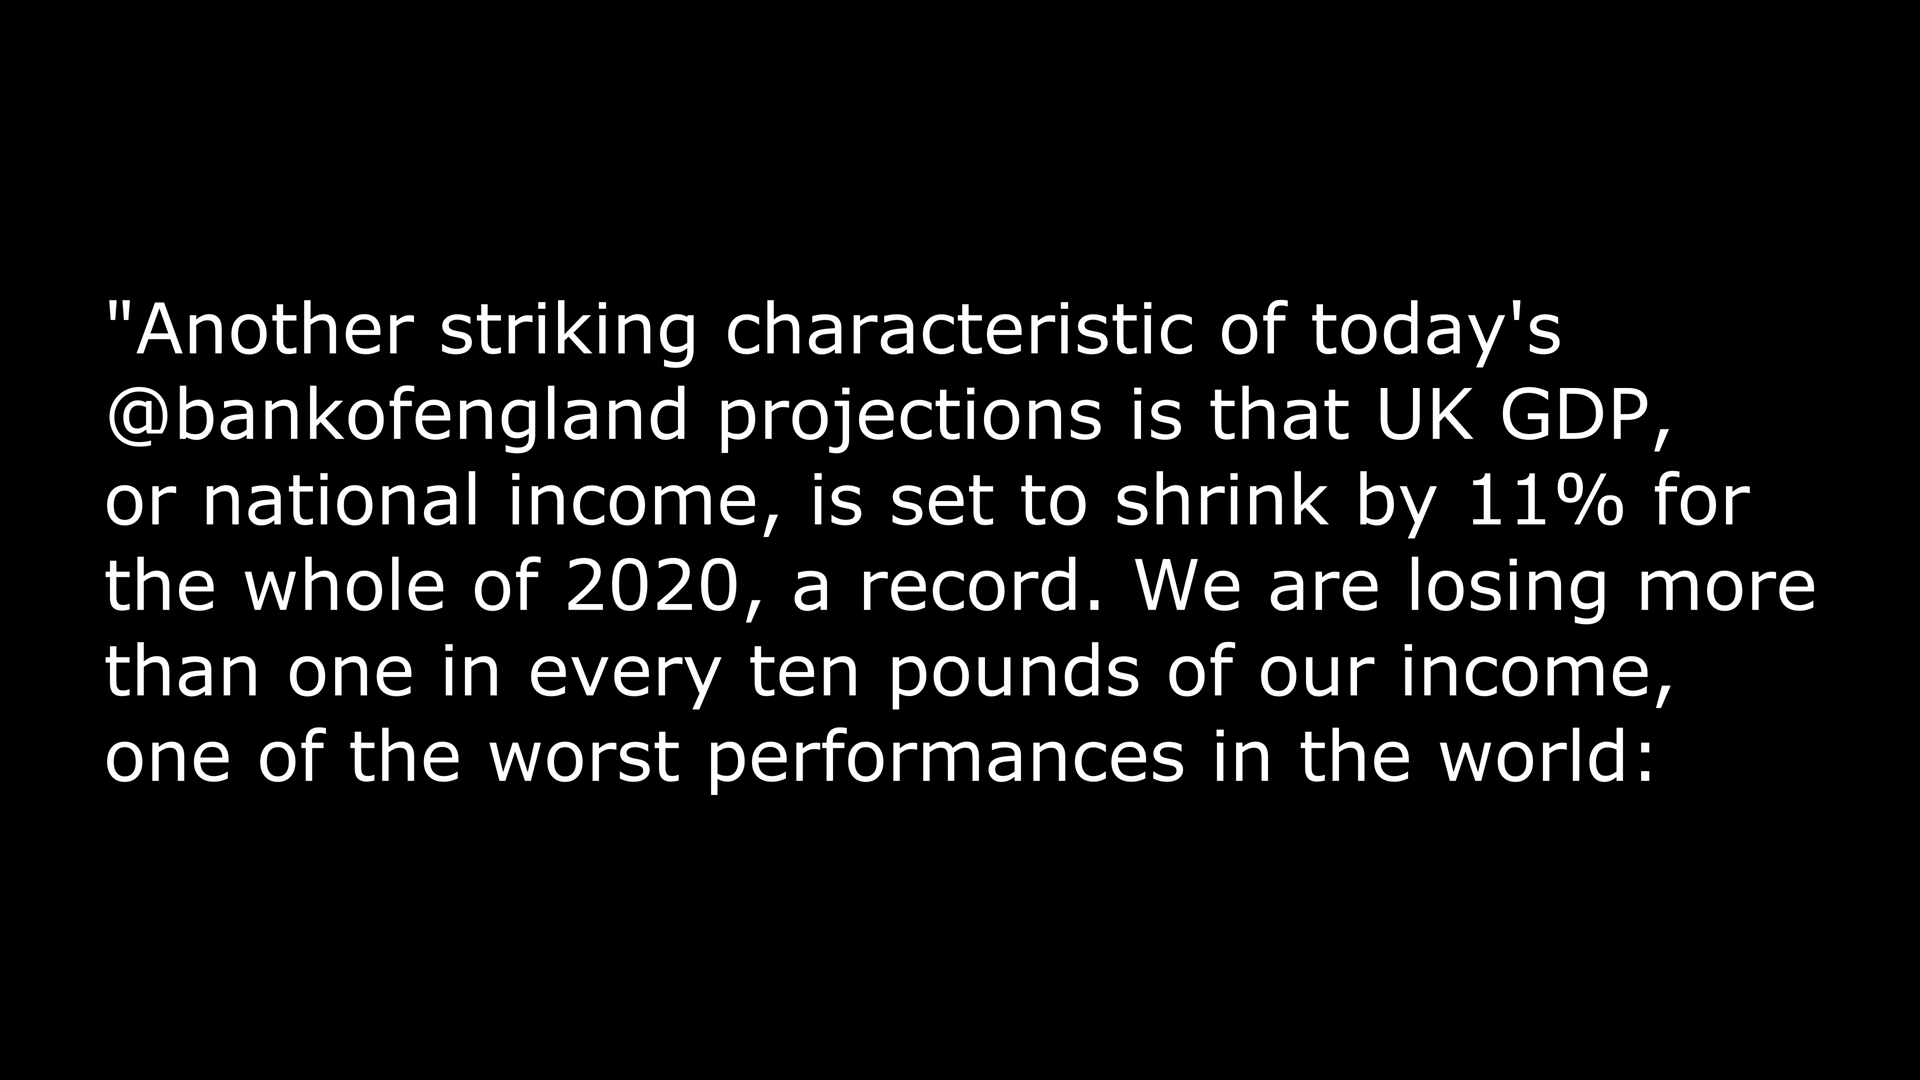 "Another striking characteristic of today's
@bankofengland projections is that UK GDP,
or national income, is set to shrink by 11% for
the whole of 2020, a record. We are losing more
than one in every ten pounds of our income,
one of the worst performances in the world: